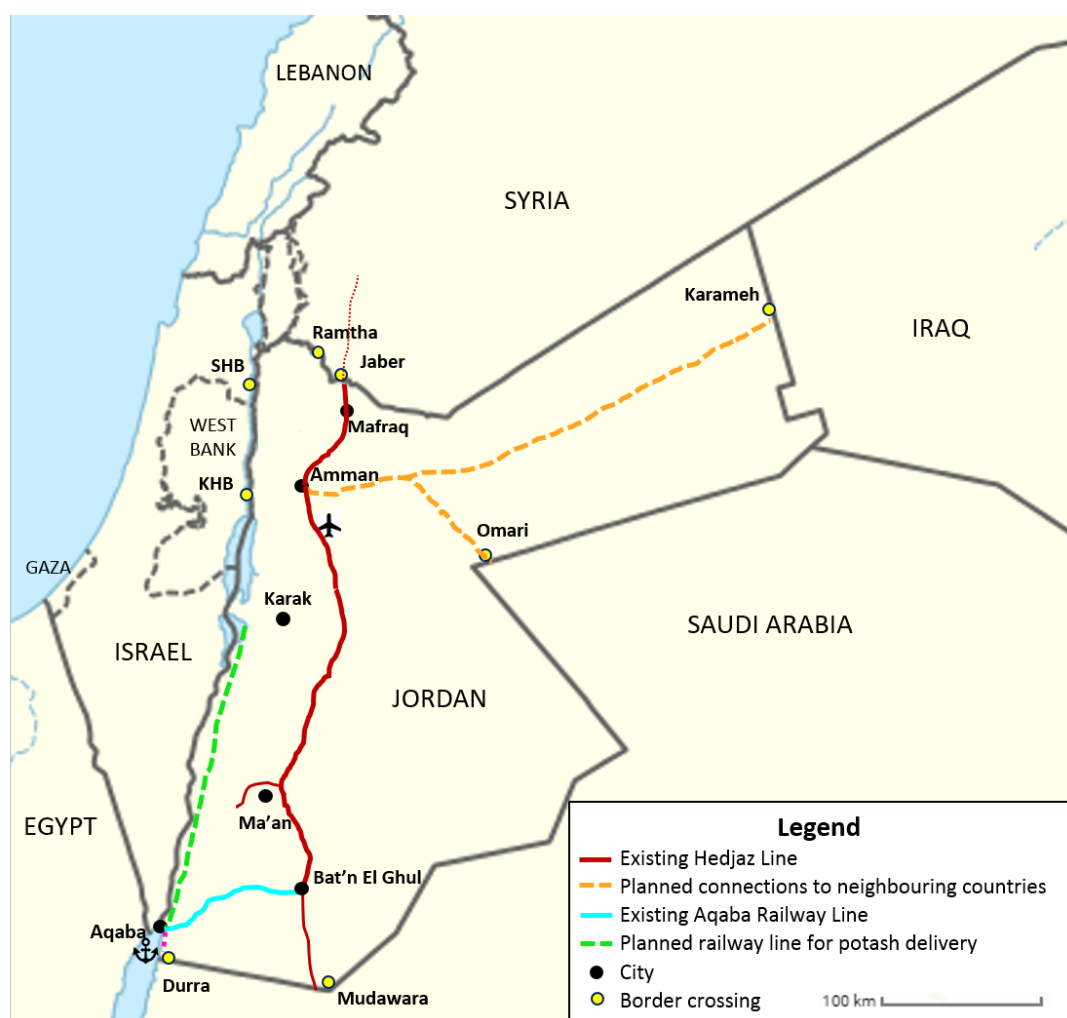 LEBANON
SYRIA
Karameh
IRAQ
Ramtha
Jaber
SHB
WEST
BANK
Mafraq
KHB
Amman
Omari
GAZA
Karak
SAUDI ARABIA
ISRAEL
JORDAN
EGYPT
Ma'an
Bat'n El Ghul
Aqaba
Durra
Mudawara
Legend
Existing Hedjaz Line
Planned connections to neighbouring countries
Existing Aqaba Railway Line
Planned railway line for potash delivery
City
Border crossing
100 km